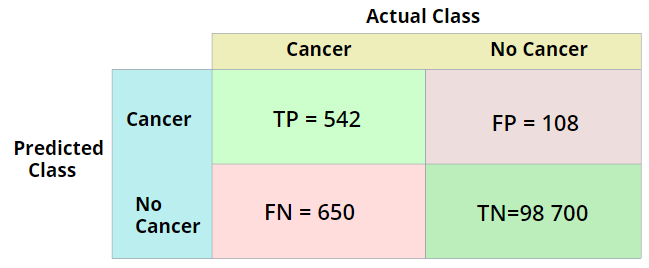 Actual Class
Cancer
No Cancer
Cancer
TP = 542
FP = 108
Predicted
Class
No
Cancer
FN = 650
TN=98 700